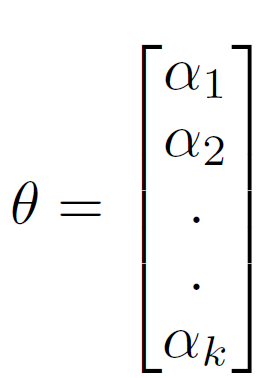 α1
α2
θ = .
.
αk